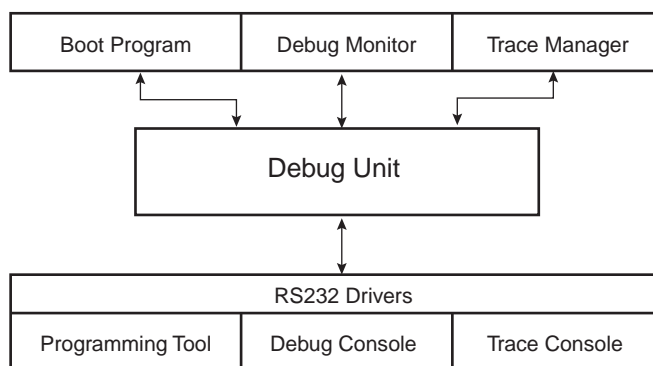 Boot Program
Debug Monitor
Trace Manager
Debug Unit
RS232 Drivers
Programming Tool
Debug Console
Trace Console